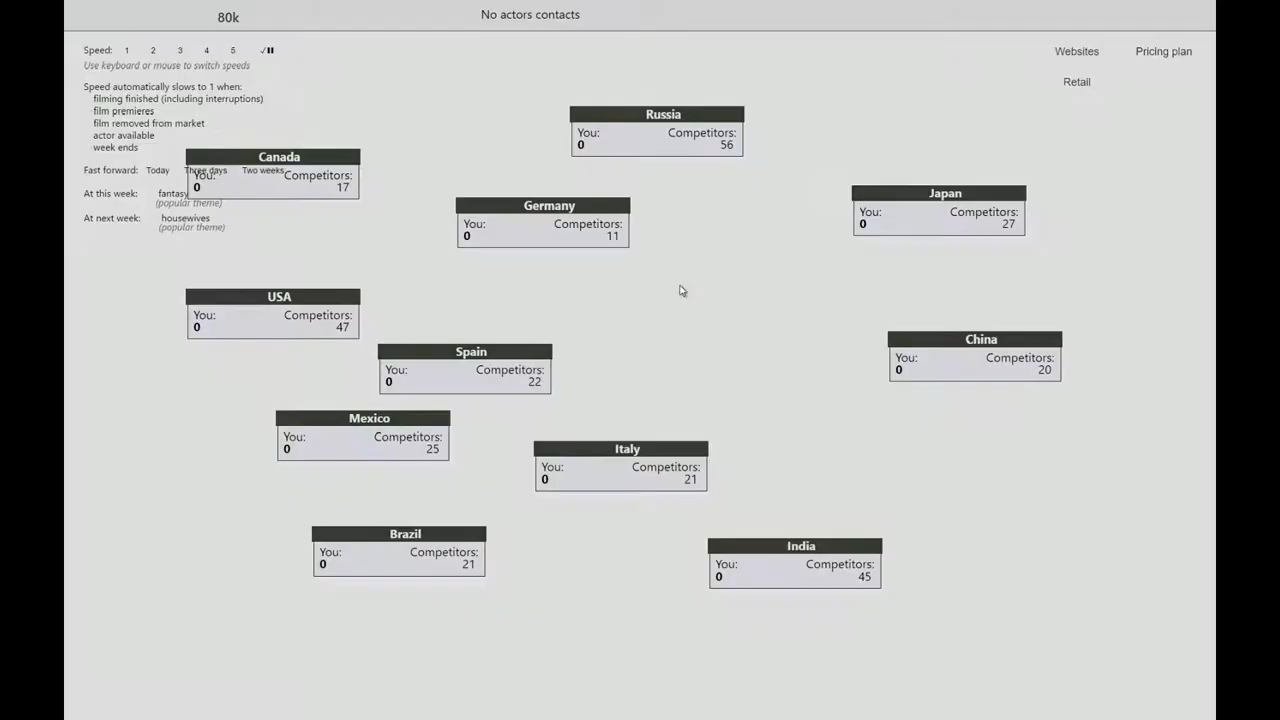 80k
No actors contacts
Speed: 1 2 3 4 5 √
Use keyboard or mouse to switch speeds
Websites Pricing plan
Retail
Speed automatically slows to 1 when:
filming finished (including interruptions)
film premieres
film removed from market
actor available
week ends
Fast forward: Today Three days Two weeks
At this week: fantasy
(popular theme)
At next week: housewives
(popular theme)
Russia
You: Competitors:
0 56
Canada
You: Competitors:
0 17
Germany
You: Competitors:
0 11
Japan
You: Competitors:
0 27
USA
You: Competitors:
0 47
Spain
You: Competitors:
0 22
China
You: Competitors:
0 20
Mexico
You: Competitors:
0 25
Italy
You: Competitors:
0 21
Brazil
You: Competitors:
0 21
India
You: Competitors:
0 45